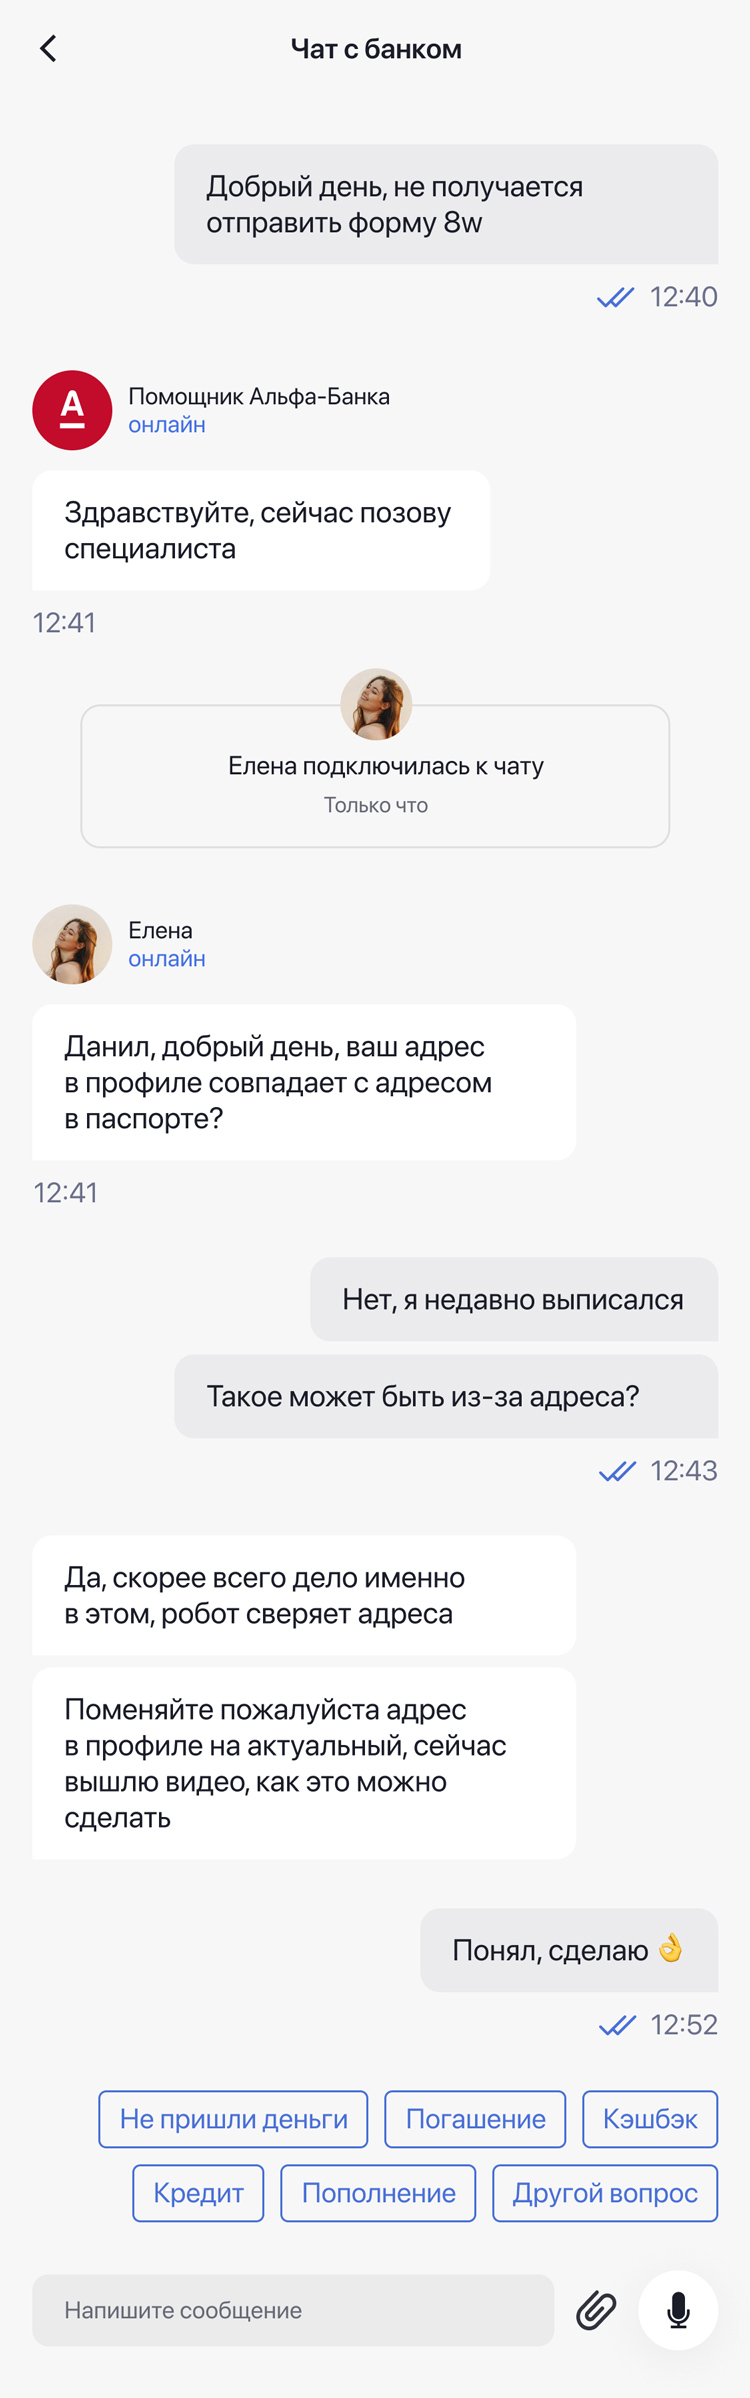 Чат с банком
Добрый день, не получается
отправить форму 8w
12:40
А
Помощник Альфа-Банка
онлайн
Здравствуйте, сейчас позову
специалиста
12:41
Елена подключилась к чату
Только что
Елена
онлайн
Данил, добрый день, ваш адрес
в профиле совпадает с адресом
в паспорте?
12:41
Нет, я недавно выписался
Такое может быть из-за адреса?
12:43
Да, скорее всего дело именно
в этом, робот сверяет адреса
Поменяйте пожалуйста адрес
в профиле на актуальный, сейчас
вышлю видео, как это можно
сделать
Понял, сделаю 👌
12:52
Не пришли деньги Погашение Кэшбэк
Кредит Пополнение Другой вопрос
Напишите сообщение